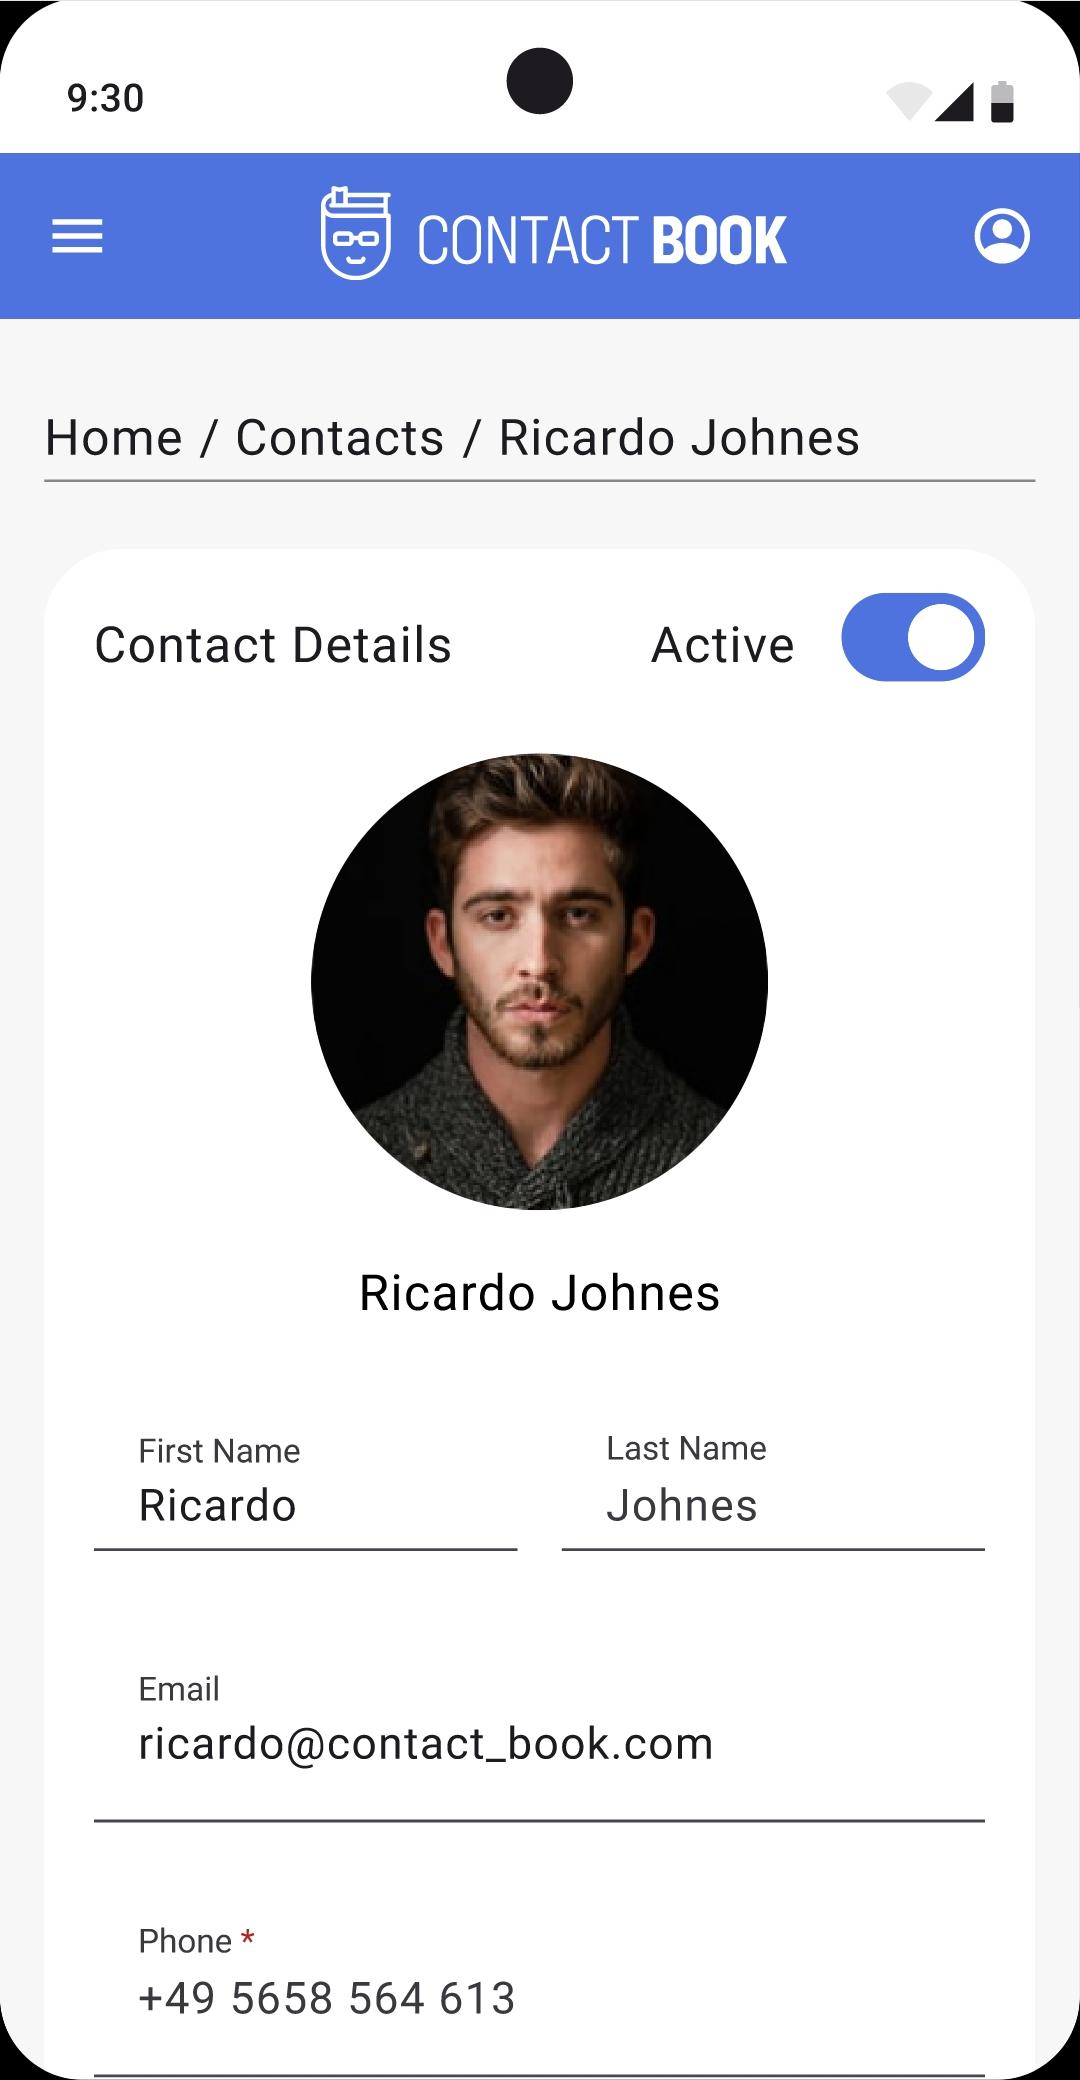 9:30
CONTACT BOOK
Home / Contacts / Ricardo Johnes
Contact Details Active
Ricardo Johnes
First Name Last Name
Ricardo Johnes
Email
ricardo@contact_book.com
Phone *
+49 5658 564 613